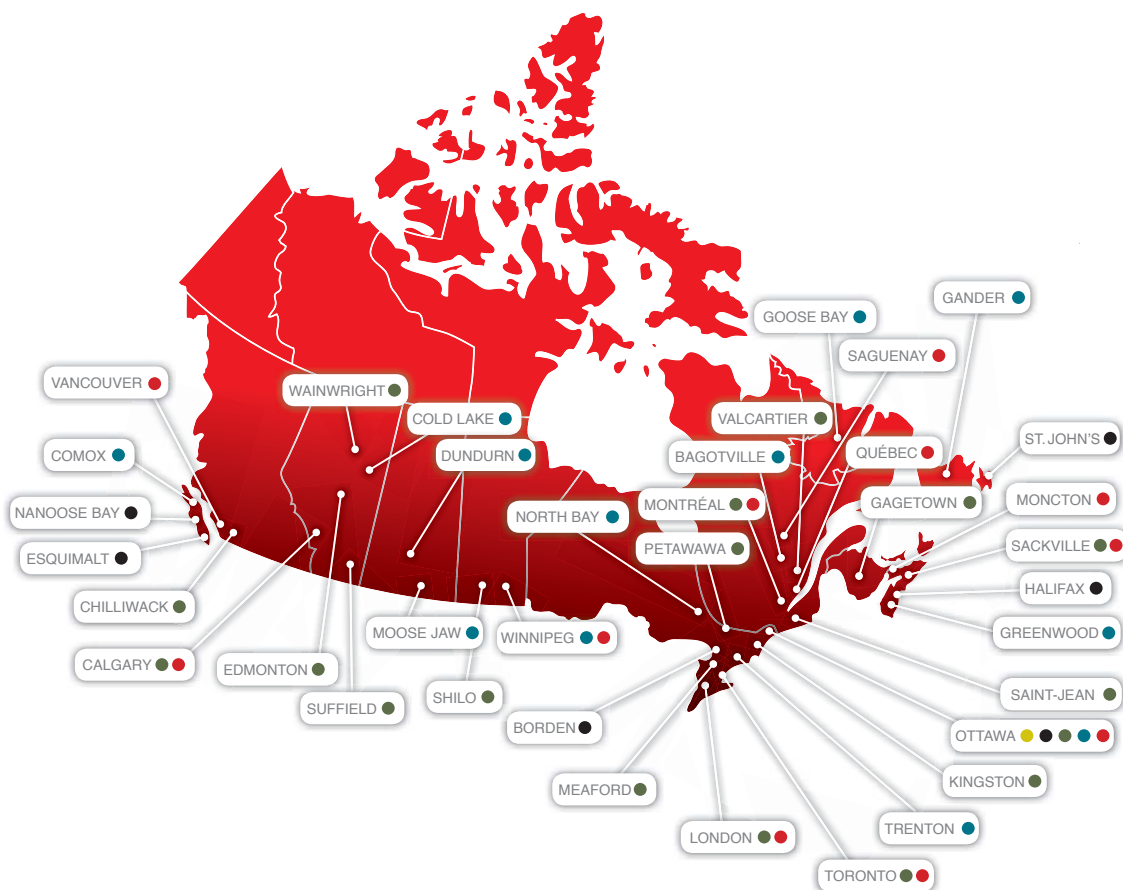 GANDER
GOOSE BAY
SAGUENAY
VANCOUVER
WAINWRIGHT
COLD LAKE
VALCARTIER
ST. JOHN'S
COMOX
DUNDURN
BAGOTVILLE
QUÉBEC
NANOOSE BAY
NORTH BAY
MONTRÉAL
GAGETOWN
MONCTON
ESQUIMALT
PETAWAWA
SACKVILLE
CHILLIWACK
HALIFAX
MOOSE JAW
WINNIPEG
GREENWOOD
CALGARY
EDMONTON
SUFFIELD
SHILO
SAINT-JEAN
BORDEN
OTTAWA
MEAFORD
KINGSTON
LONDON
TRENTON
TORONTO